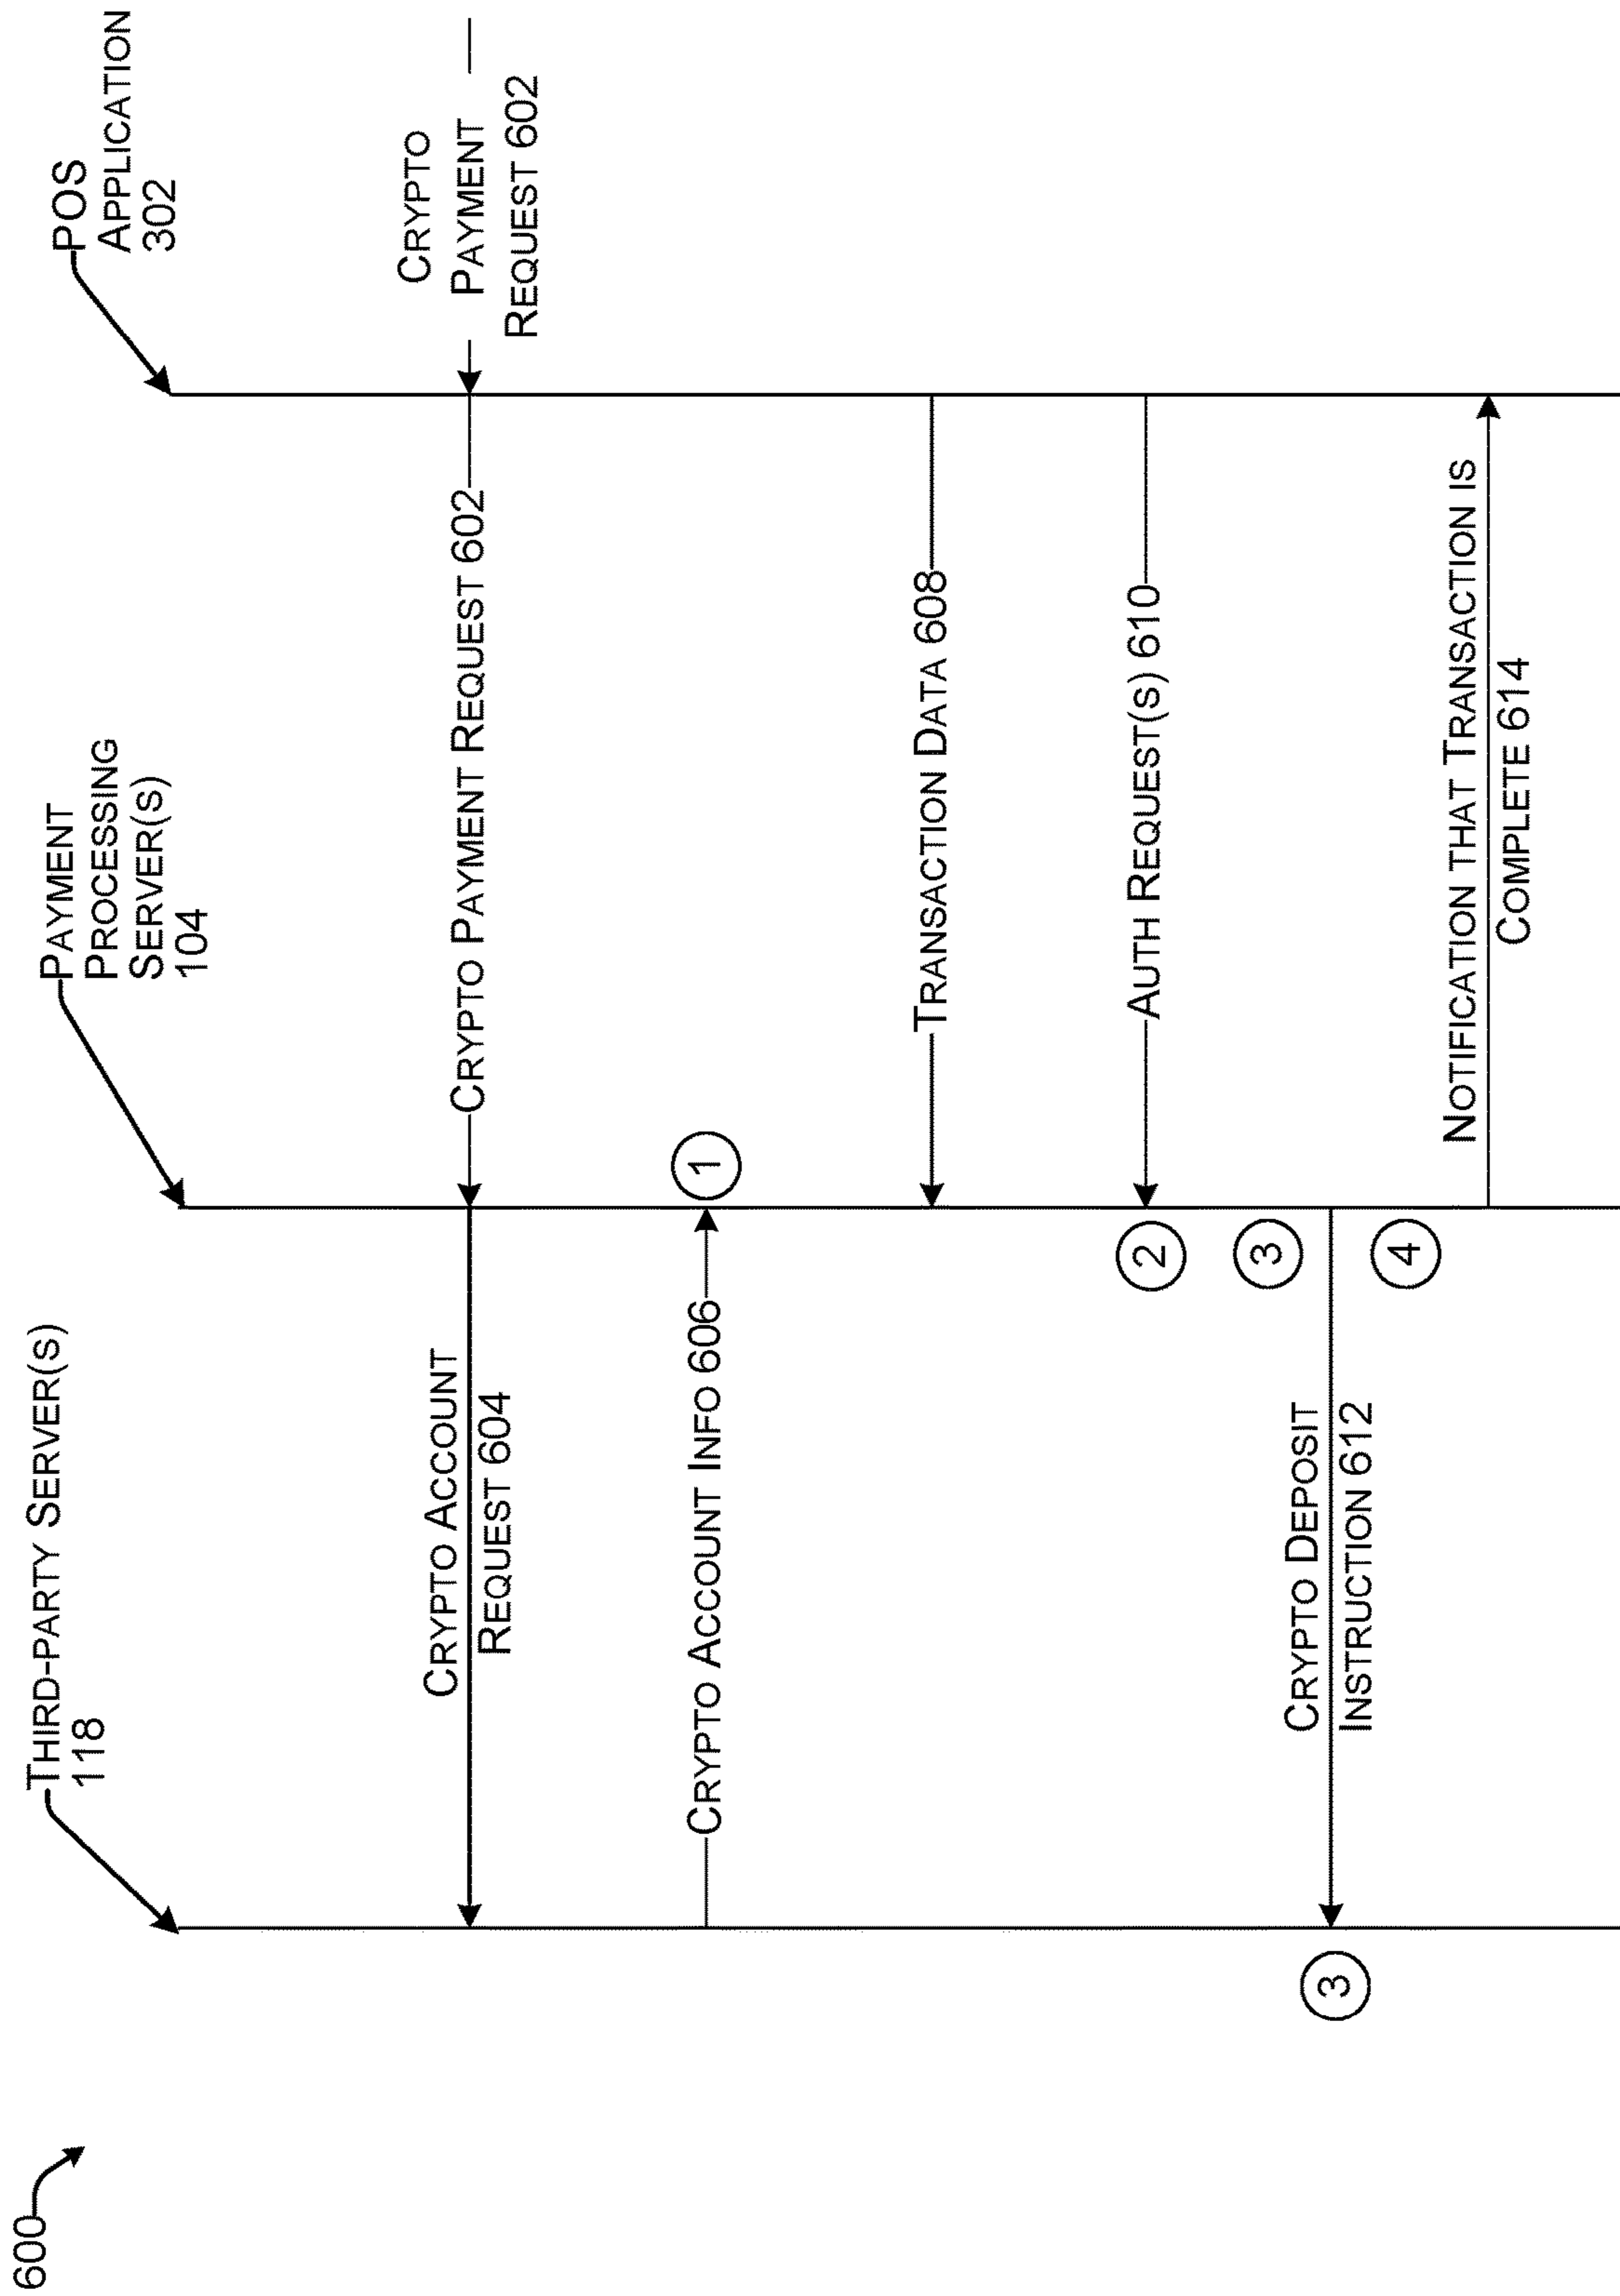 600
THIRD-PARTY SERVER(S)
118
PAYMENT
PROCESSING
SERVER(S)
104
POS
APPLICATION
302
CRYPTO ACCOUNT
REQUEST 604
CRYPTO PAYMENT REQUEST 602
CRYPTO
PAYMENT
REQUEST 602
CRYPTO ACCOUNT INFO 606
1
TRANSACTION DATA 608
AUTH REQUEST(S) 610
2
3
3
CRYPTO DEPOSIT
INSTRUCTION 612
4
NOTIFICATION THAT TRANSACTION IS
COMPLETE 614